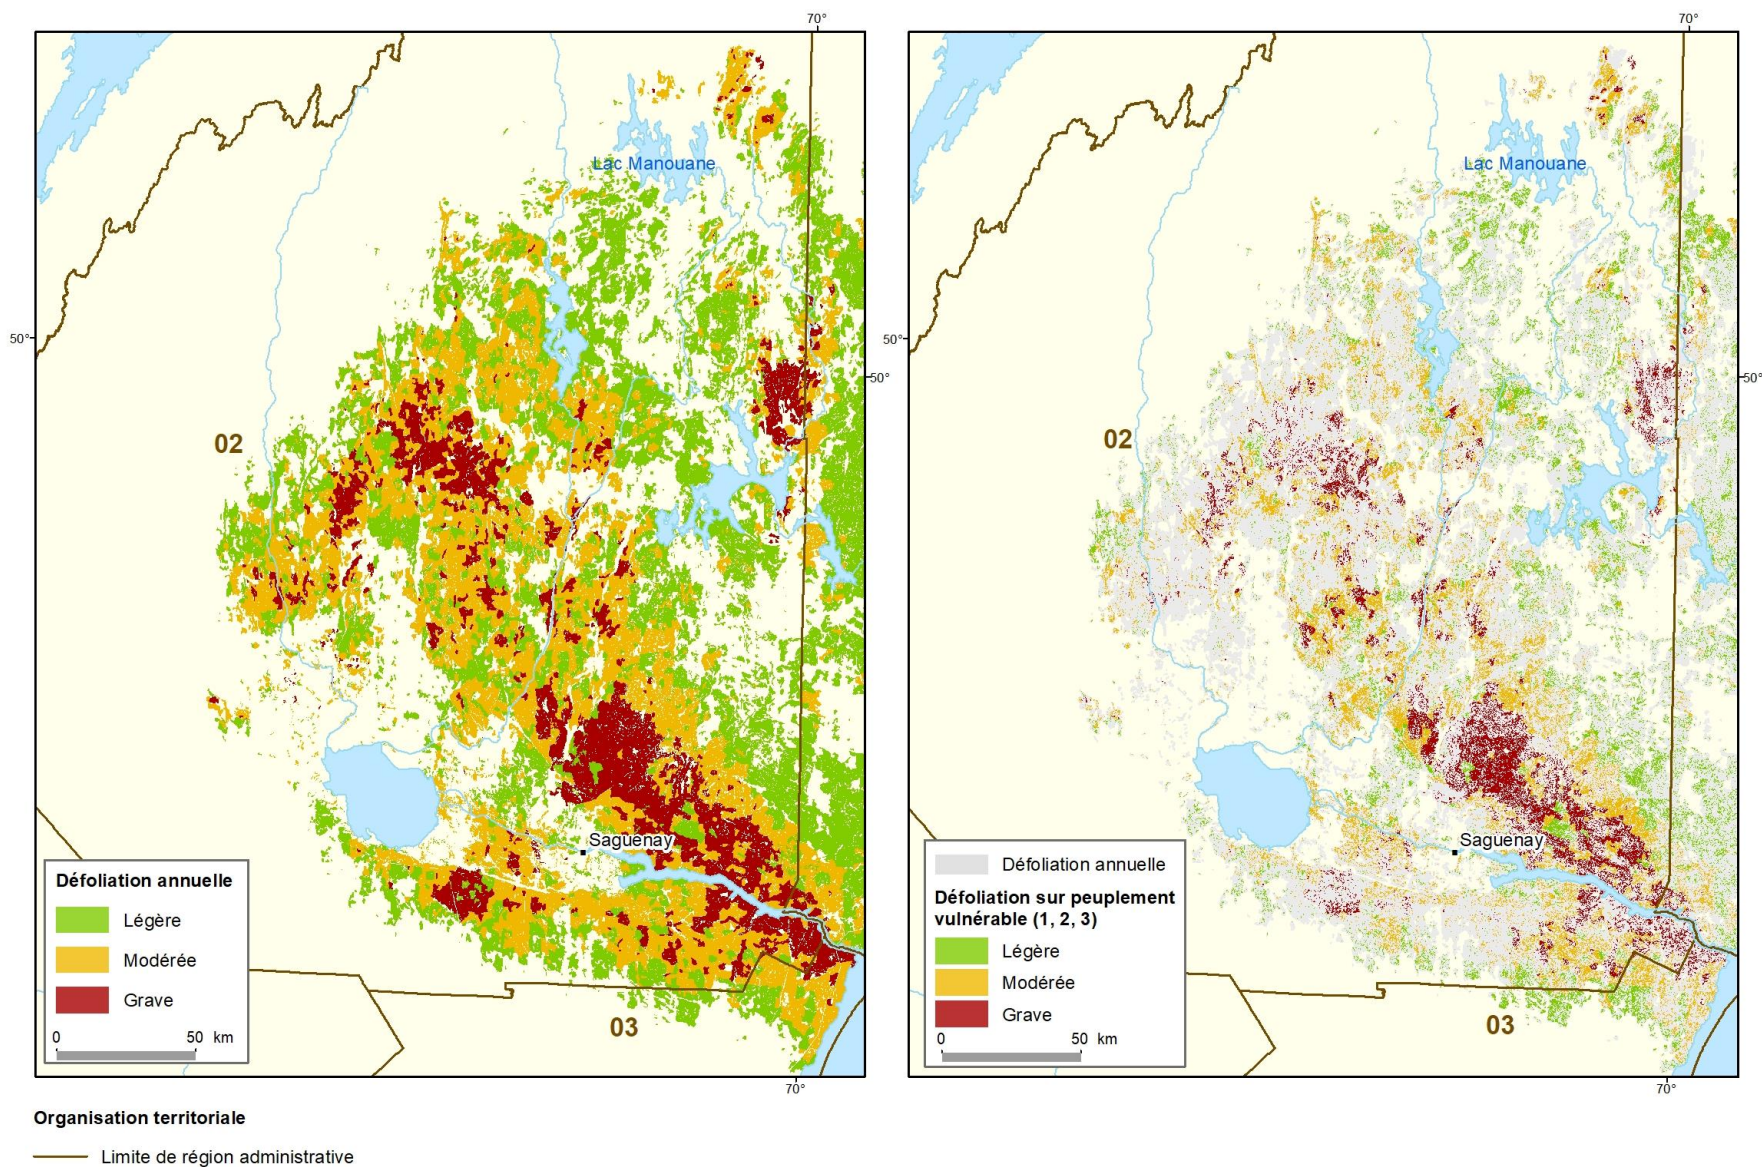 70°
70°
Lac Manouane
Lac Manouane
50°
50°
50°
50°
02
02
Saguenay
Saguenay
Défoliation annuelle
Légère
Modérée
Grave
0 50 km
03
Défoliation annuelle
Défoliation sur peuplement
vulnérable (1, 2, 3)
Légère
Modérée
Grave
0 50 km
03
70°
70°
Organisation territoriale
Limite de région administrative